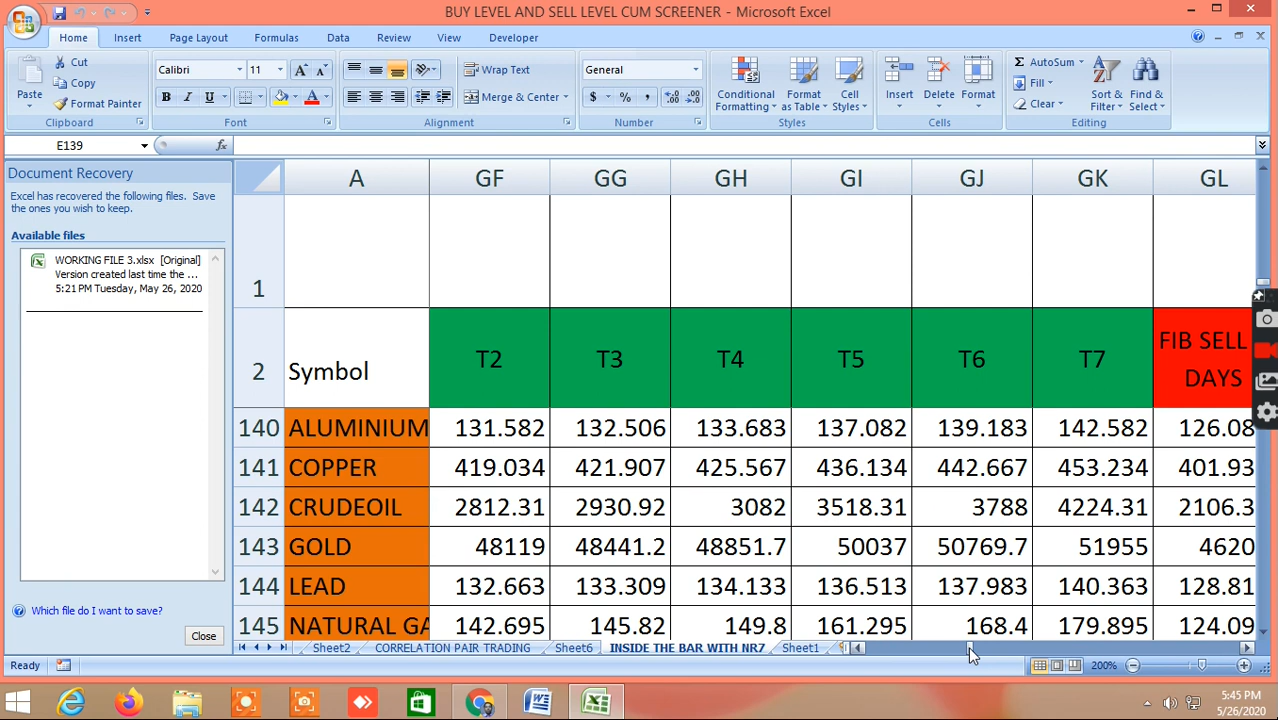 BUY LEVEL AND SELL LEVEL CUM SCREENER - Microsoft Excel
Home Insert Page Layout Formulas Data Review View Developer
Paste
Cut
Copy
Format Painter
Clipboard
Calibri 11
B I U
Font
Wrap Text
Merge & Center
Alignment
General
$ % ,
Number
Conditional Formatting
Format as Table
Cell Styles
Styles
Insert Delete Format
Cells
Σ AutoSum
Fill
Clear
Sort & Filter
Find & Select
Editing
E139 fx
Document Recovery
Excel has recovered the following files. Save
the ones you wish to keep.
Available files
WORKING FILE 3.xlsx [Original]
Version created last time the ...
5:21 PM Tuesday, May 26, 2020
Which file do I want to save?
Close
A GF GG GH GI GJ GK GL
1
2 Symbol T2 T3 T4 T5 T6 T7 FIB SELL DAYS
140 ALUMINIUM 131.582 132.506 133.683 137.082 139.183 142.582 126.08
141 COPPER 419.034 421.907 425.567 436.134 442.667 453.234 401.93
142 CRUDEOIL 2812.31 2930.92 3082 3518.31 3788 4224.31 2106.3
143 GOLD 48119 48441.2 48851.7 50037 50769.7 51955 4620
144 LEAD 132.663 133.309 134.133 136.513 137.983 140.363 128.81
145 NATURAL GA 142.695 145.82 149.8 161.295 168.4 179.895 124.09
Sheet2 CORRELATION PAIR TRADING Sheet6 INSIDE THE BAR WITH NR7 Sheet1
Ready 200%
5:45 PM
5/26/2020